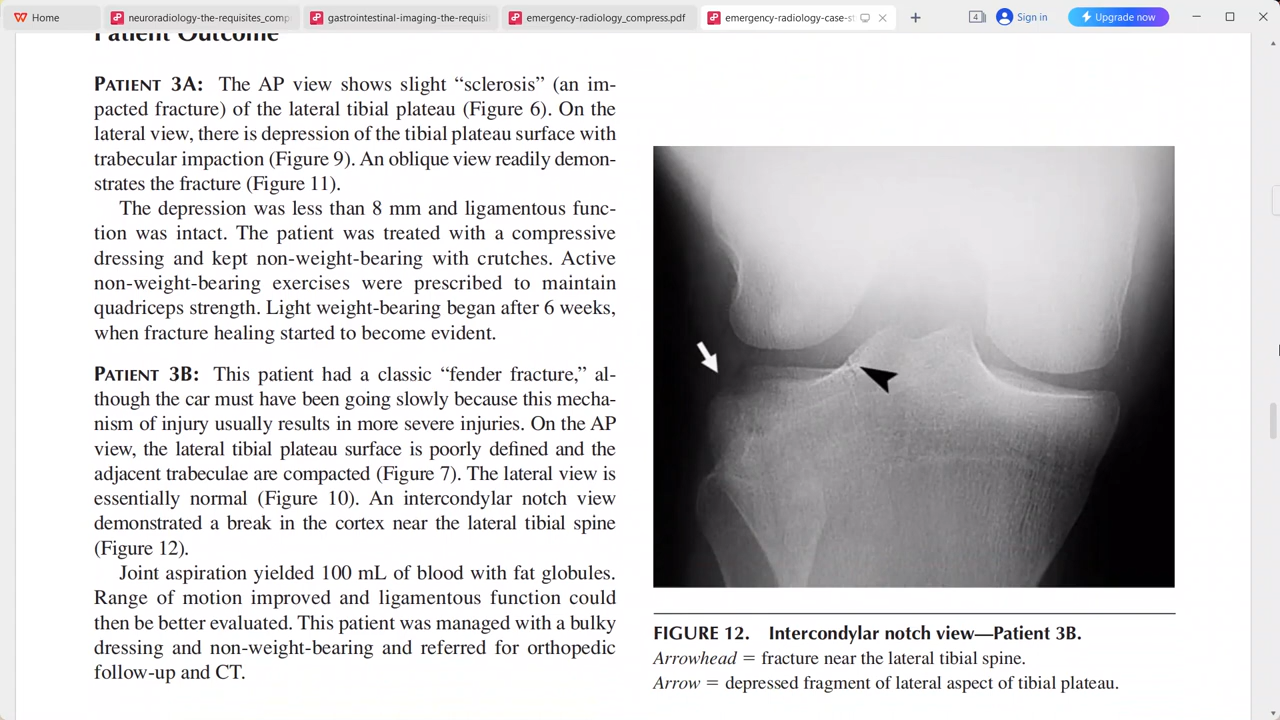 Home
neuroradiology-the-requisites_comp
gastrointestinal-imaging-the-requisit
emergency-radiology_compress.pdf
emergency-radiology-case-st
4
Sign in
Upgrade now
Patient Outcome
PATIENT 3A: The AP view shows slight “sclerosis” (an im-
pacted fracture) of the lateral tibial plateau (Figure 6). On the
lateral view, there is depression of the tibial plateau surface with
trabecular impaction (Figure 9). An oblique view readily demon-
strates the fracture (Figure 11).
The depression was less than 8 mm and ligamentous func-
tion was intact. The patient was treated with a compressive
dressing and kept non-weight-bearing with crutches. Active
non-weight-bearing exercises were prescribed to maintain
quadriceps strength. Light weight-bearing began after 6 weeks,
when fracture healing started to become evident.
PATIENT 3B: This patient had a classic “fender fracture,” al-
though the car must have been going slowly because this mecha-
nism of injury usually results in more severe injuries. On the AP
view, the lateral tibial plateau surface is poorly defined and the
adjacent trabeculae are compacted (Figure 7). The lateral view is
essentially normal (Figure 10). An intercondylar notch view
demonstrated a break in the cortex near the lateral tibial spine
(Figure 12).
Joint aspiration yielded 100 mL of blood with fat globules.
Range of motion improved and ligamentous function could
then be better evaluated. This patient was managed with a bulky
dressing and non-weight-bearing and referred for orthopedic
follow-up and CT.
FIGURE 12. Intercondylar notch view—Patient 3B.
Arrowhead = fracture near the lateral tibial spine.
Arrow = depressed fragment of lateral aspect of tibial plateau.